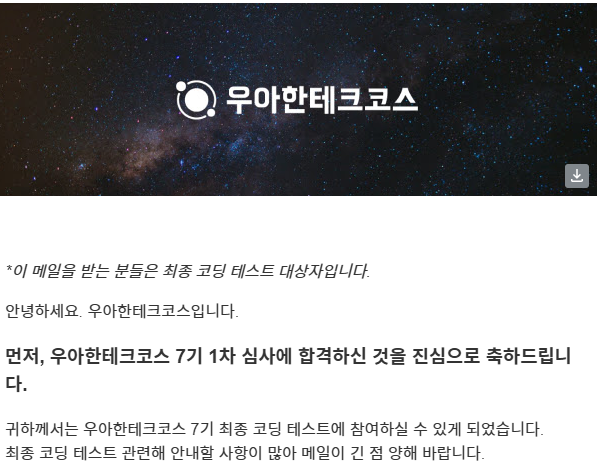 우아한테크코스
*이 메일을 받는 분들은 최종 코딩 테스트 대상자입니다.
안녕하세요. 우아한테크코스입니다.
먼저, 우아한테크코스 7기 1차 심사에 합격하신 것을 진심으로 축하드립니
다.
귀하께서는 우아한테크코스 7기 최종 코딩 테스트에 참여하실 수 있게 되었습니다.
최종 코딩 테스트 관련해 안내할 사항이 많아 메일이 긴 점 양해 바랍니다.